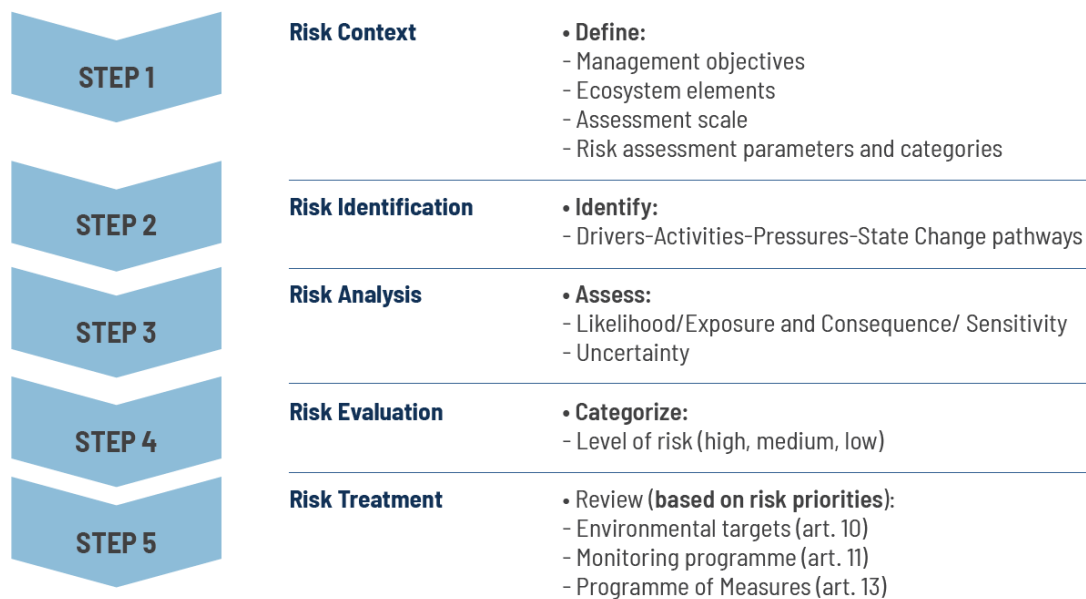 STEP 1
Risk Context
• Define:
- Management objectives
- Ecosystem elements
- Assessment scale
- Risk assessment parameters and categories
STEP 2
Risk Identification
• Identify:
- Drivers-Activities-Pressures-State Change pathways
STEP 3
Risk Analysis
• Assess:
- Likelihood/Exposure and Consequence/ Sensitivity
- Uncertainty
STEP 4
Risk Evaluation
• Categorize:
- Level of risk (high, medium, low)
STEP 5
Risk Treatment
• Review (based on risk priorities):
- Environmental targets (art. 10)
- Monitoring programme (art. 11)
- Programme of Measures (art. 13)